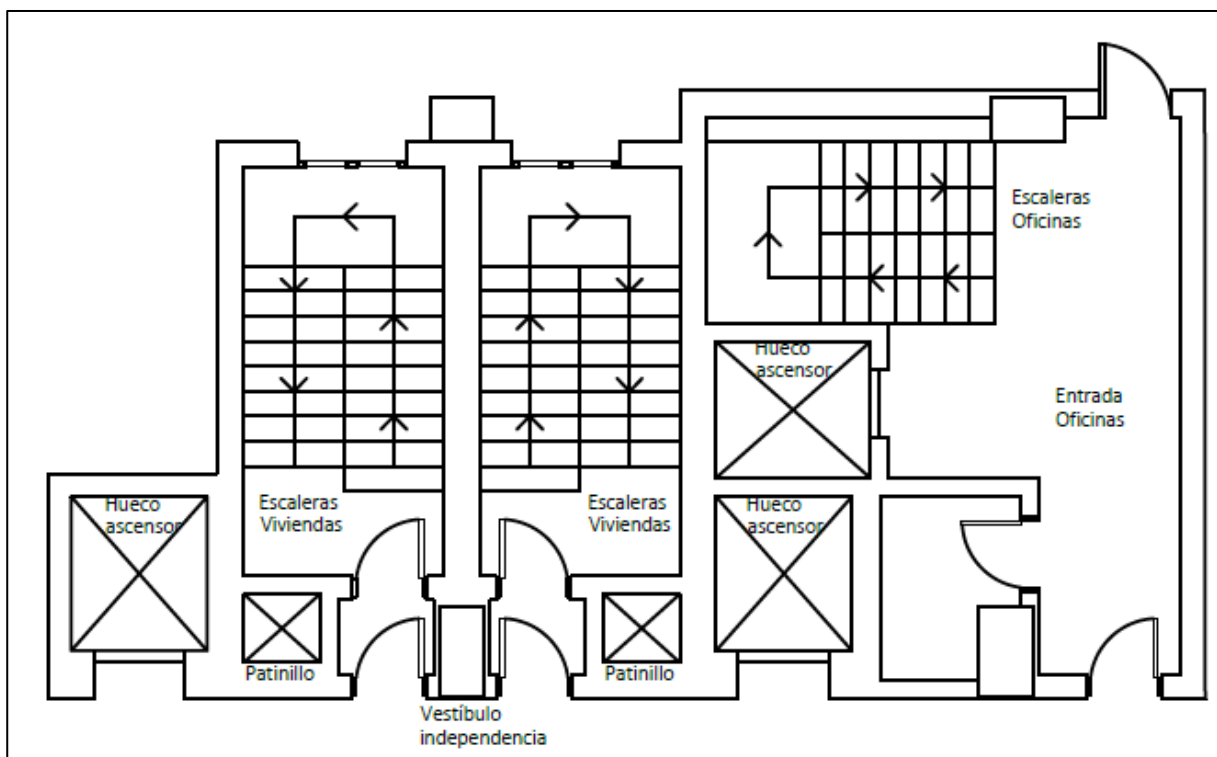 Escaleras
Oficinas
Hueco
ascensor
Entrada
Oficinas
Hueco
ascensor
Escaleras
Viviendas
Escaleras
Viviendas
Hueco
ascensor
Patinillo
Patinillo
Vestíbulo
independencia